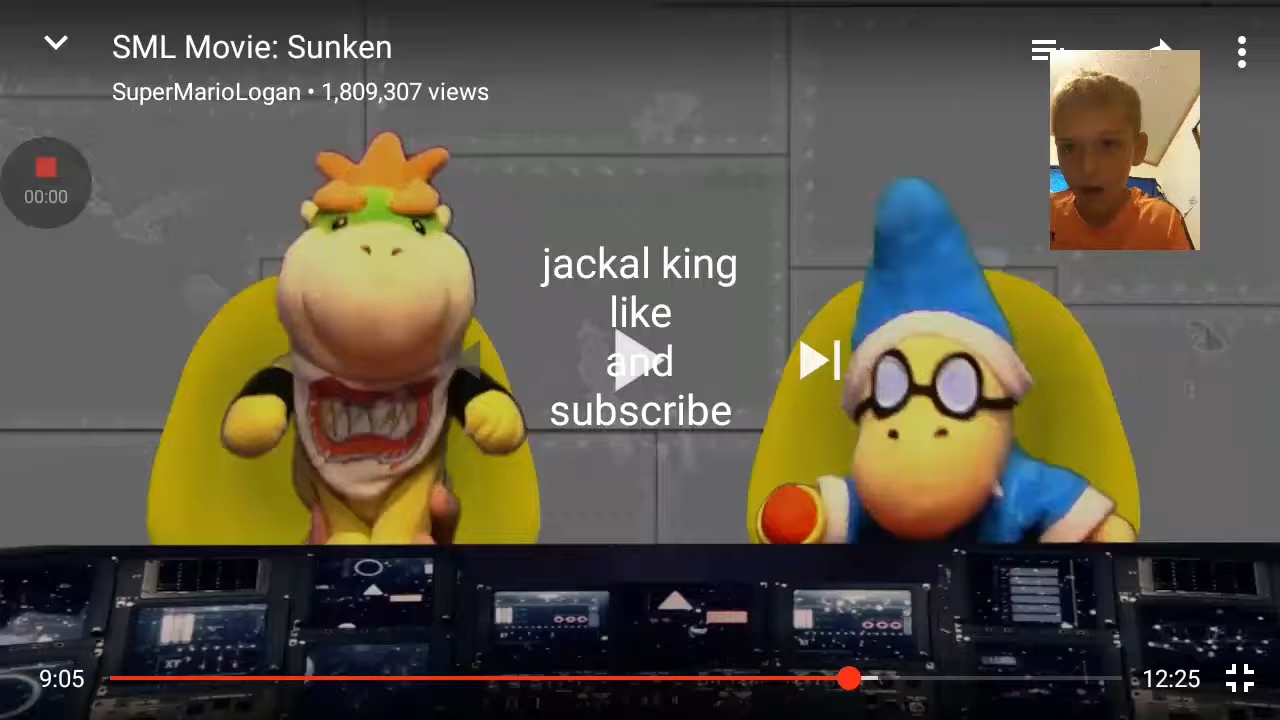 SML Movie: Sunken
SuperMarioLogan • 1,809,307 views
00:00
jackal king
like
and
subscribe
9:05
12:25